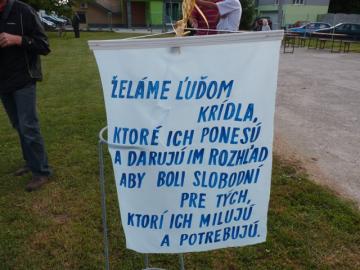 ŽELÁME ĽUĎOM
KRÍDLA,
KTORÉ ICH PONESÚ
A DARUJÚ IM ROZHĽAD
ABY BOLI SLOBODNÍ
PRE TÝCH,
KTORÍ ICH MILUJÚ
A POTREBUJÚ.